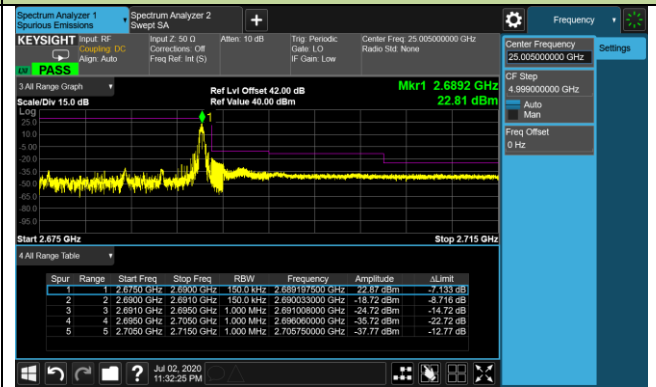 Spectrum Analyzer 1
Spurious Emissions
Spectrum Analyzer 2
Swept SA
+
Frequency
KEYSIGHT
Input: RF
Coupling: DC
Align: Auto
Input Z: 50 Ω
Corrections: Off
Freq Ref: Int (S)
Atten: 10 dB
Trig: Periodic
Gate: LO
IF Gain: Low
Center Freq: 25.005000000 GHz
Radio Std: None
LXI
PASS
Center Frequency
25.005000000 GHz
Settings
CF Step
4.999000000 GHz
Auto
Man
Freq Offset
0 Hz
3 All Range Graph
Scale/Div 15.0 dB
Ref Lvl Offset 42.00 dB
Ref Value 40.00 dBm
Mkr1 2.6892 GHz
22.81 dBm
Log
25.0
10.0
-5.00
-20.0
-35.0
-50.0
-65.0
-80.0
-95.0
1
Start 2.675 GHz
Stop 2.715 GHz
4 All Range Table
Spur Range Start Freq Stop Freq RBW Frequency Amplitude ΔLimit
1 1 2.6750 GHz 2.6900 GHz 150.0 kHz 2.689197500 GHz 22.87 dBm -7.133 dB
2 2 2.6900 GHz 2.6910 GHz 150.0 kHz 2.690033000 GHz -18.72 dBm -8.716 dB
3 3 2.6910 GHz 2.6950 GHz 1.000 MHz 2.691008000 GHz -24.72 dBm -14.72 dB
4 4 2.6950 GHz 2.7050 GHz 1.000 MHz 2.696060000 GHz -35.72 dBm -22.72 dB
5 5 2.7050 GHz 2.7150 GHz 1.000 MHz 2.705750000 GHz -37.77 dBm -12.77 dB
?
Jul 02, 2020
11:32:25 PM